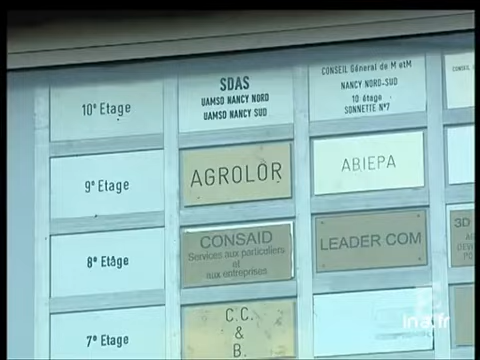 10e Etage
SDAS
UAMSO NANCY NORD
UAMSO NANCY SUD
CONSEIL Général de M etM
NANCY NORD-SUD
10 étage
SONNETTE N°7
9e Etage
AGROLOR
ABIEPA
8e Etage
CONSAID
Services aux particuliers
et
aux entreprises
LEADER COM
3D
7e Etage
C.C.
&
B.
ina.fr